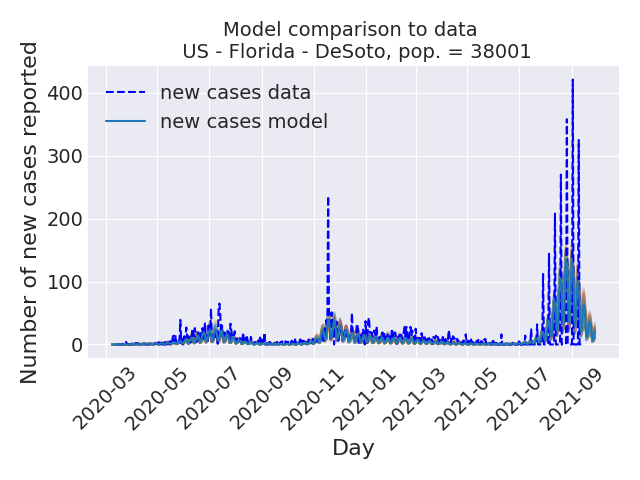 Model comparison to data
US - Florida - DeSoto, pop. = 38001
new cases data
new cases model
Number of new cases reported
400
300
200
100
0
2020-03
2020-05
2020-07
2020-09
2020-11
2021-01
2021-03
2021-05
2021-07
2021-09
Day